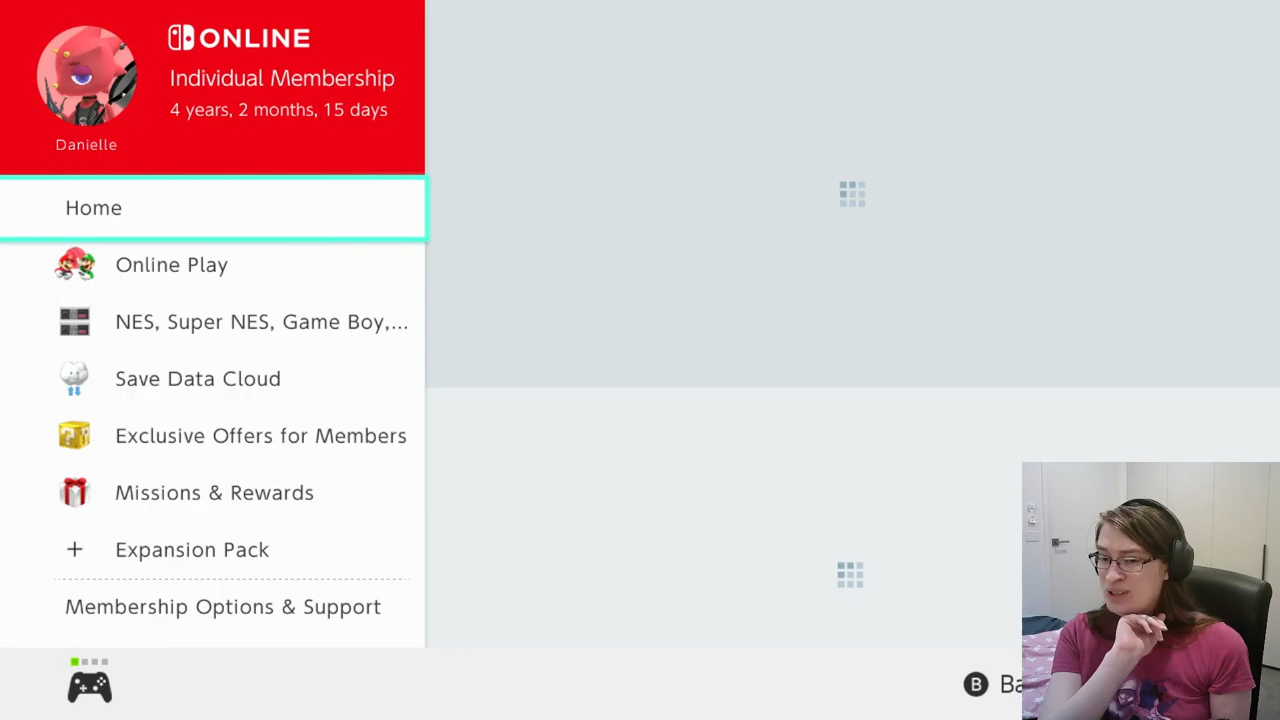 ONLINE
Individual Membership
4 years, 2 months, 15 days
Danielle
Home
Online Play
NES, Super NES, Game Boy,...
Save Data Cloud
Exclusive Offers for Members
Missions & Rewards
Expansion Pack
Membership Options & Support
B